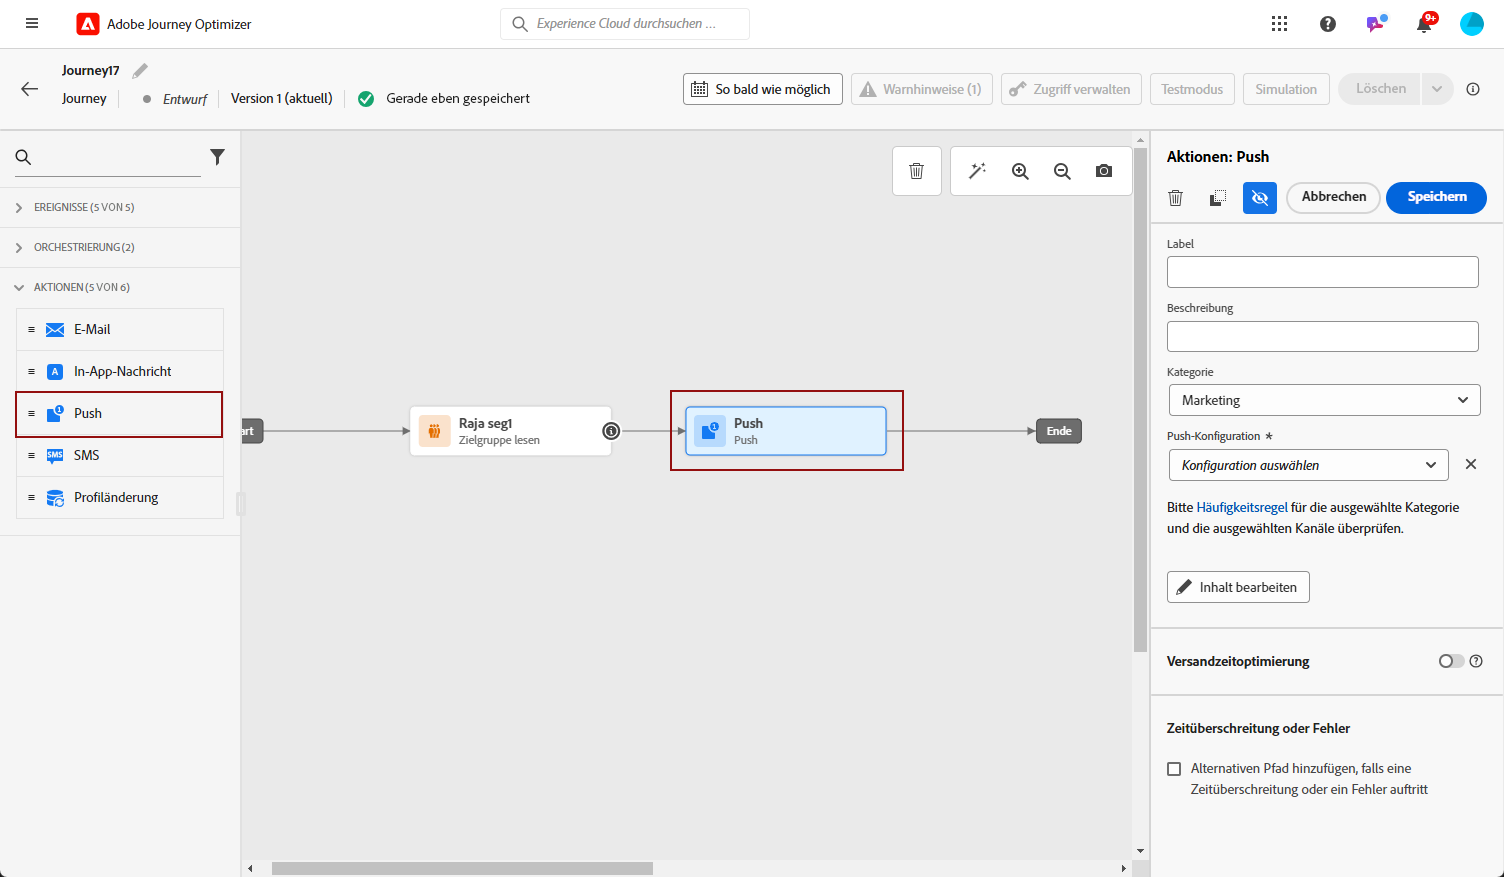 Adobe Journey Optimizer
Experience Cloud durchsuchen ...
9+
Journey17
Journey
Entwurf
Version 1 (aktuell)
Gerade eben gespeichert
So bald wie möglich
Warnhinweise (1)
Zugriff verwalten
Testmodus
Simulation
Löschen
EREIGNISSE (5 VON 5)
ORCHESTRIERUNG (2)
AKTIONEN (5 VON 6)
E-Mail
A
In-App-Nachricht
1
Push
SMS
SMS
Profiländerung
art
Raja seg1
Zielgruppe lesen
1
Push
Push
Ende
Aktionen: Push
Abbrechen
Speichern
Label
Beschreibung
Kategorie
Marketing
Push-Konfiguration *
Konfiguration auswählen
Bitte Häufigkeitsregel für die ausgewählte Kategorie
und die ausgewählten Kanäle überprüfen.
Inhalt bearbeiten
Versandzeitoptimierung
Zeitüberschreitung oder Fehler
Alternativen Pfad hinzufügen, falls eine
Zeitüberschreitung oder ein Fehler auftritt